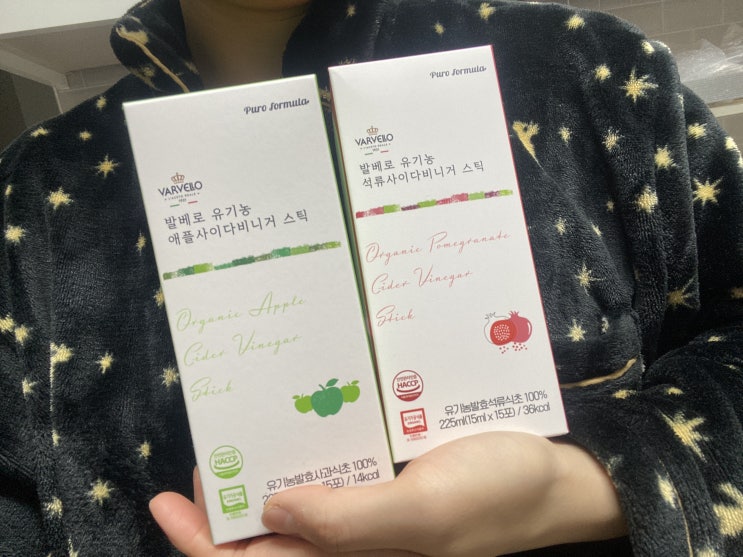 Puro formula
VARVELLO
발베로 유기농
애플사이다비니거 스틱
Organic Apple
Cider Vinegar
Stick
HACCP
유기농발효사과식초 100%
15포) / 14kcal
Puro formula
VARVELLO
발베로 유기농
석류사이다비니거 스틱
Organic Pomegranate
Cider Vinegar
Stick
HACCP
유기농발효석류식초 100%
225ml(15ml x 15포) / 36kcal